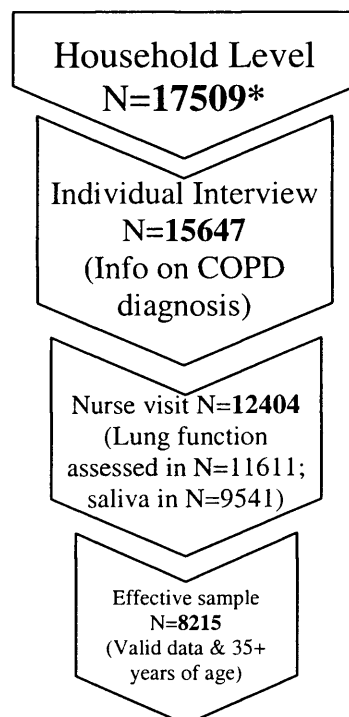 Household Level
N=17509*
Individual Interview
N=15647
(Info on COPD
diagnosis)
Nurse visit N=12404
(Lung function
assessed in N=11611;
saliva in N=9541)
Effective sample
N=8215
(Valid data & 35+
years of age)